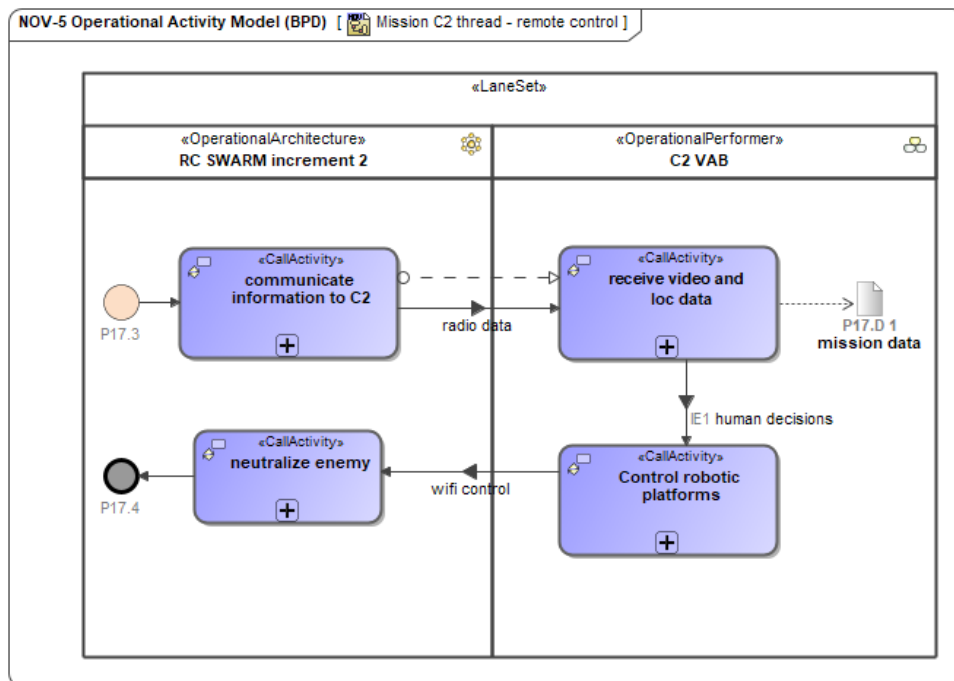 NOV-5 Operational Activity Model (BPD) [ Mission C2 thread - remote control ]
«LaneSet»
«OperationalArchitecture»
RC SWARM increment 2
«OperationalPerformer»
C2 VAB
«CallActivity»
communicate
information to C2
«CallActivity»
receive video and
loc data
P17.3
radio data
P17.D 1
mission data
IE1 human decisions
«CallActivity»
neutralize enemy
«CallActivity»
Control robotic
platforms
wifi control
P17.4